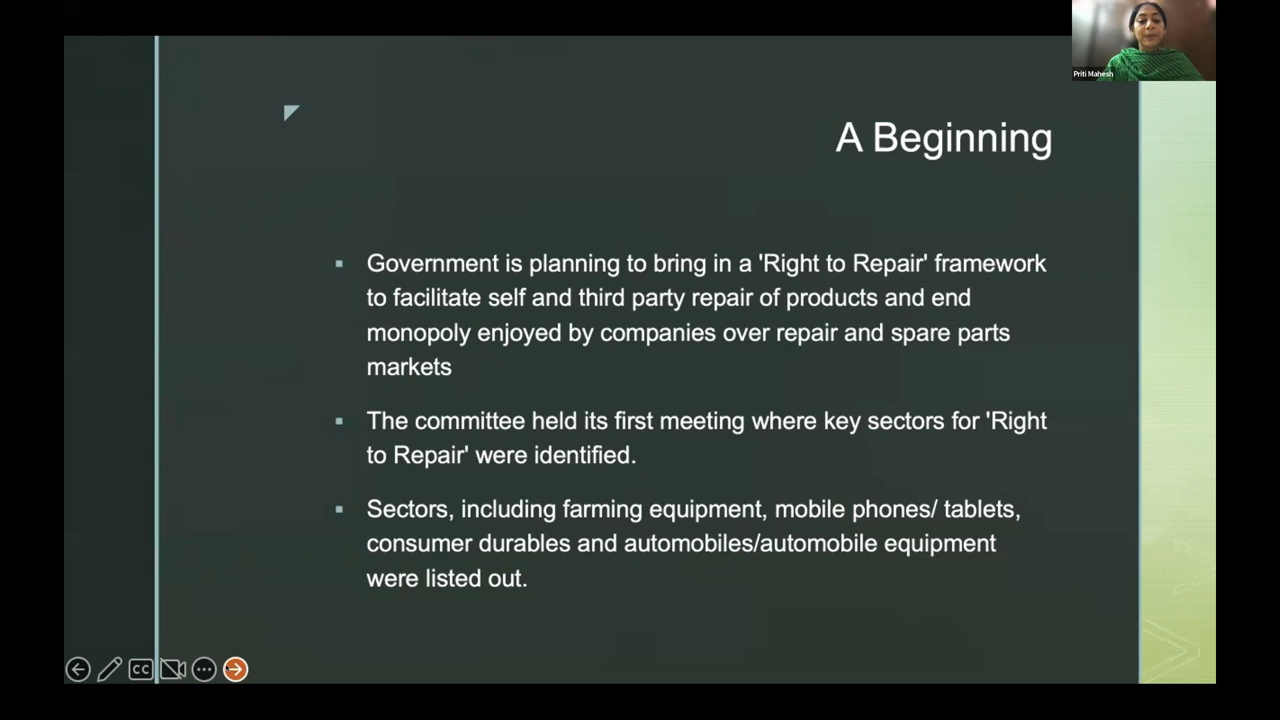 Priti Mahesh
A Beginning
Government is planning to bring in a 'Right to Repair' framework
to facilitate self and third party repair of products and end
monopoly enjoyed by companies over repair and spare parts
markets
The committee held its first meeting where key sectors for 'Right
to Repair' were identified.
Sectors, including farming equipment, mobile phones/ tablets,
consumer durables and automobiles/automobile equipment
were listed out.
CC